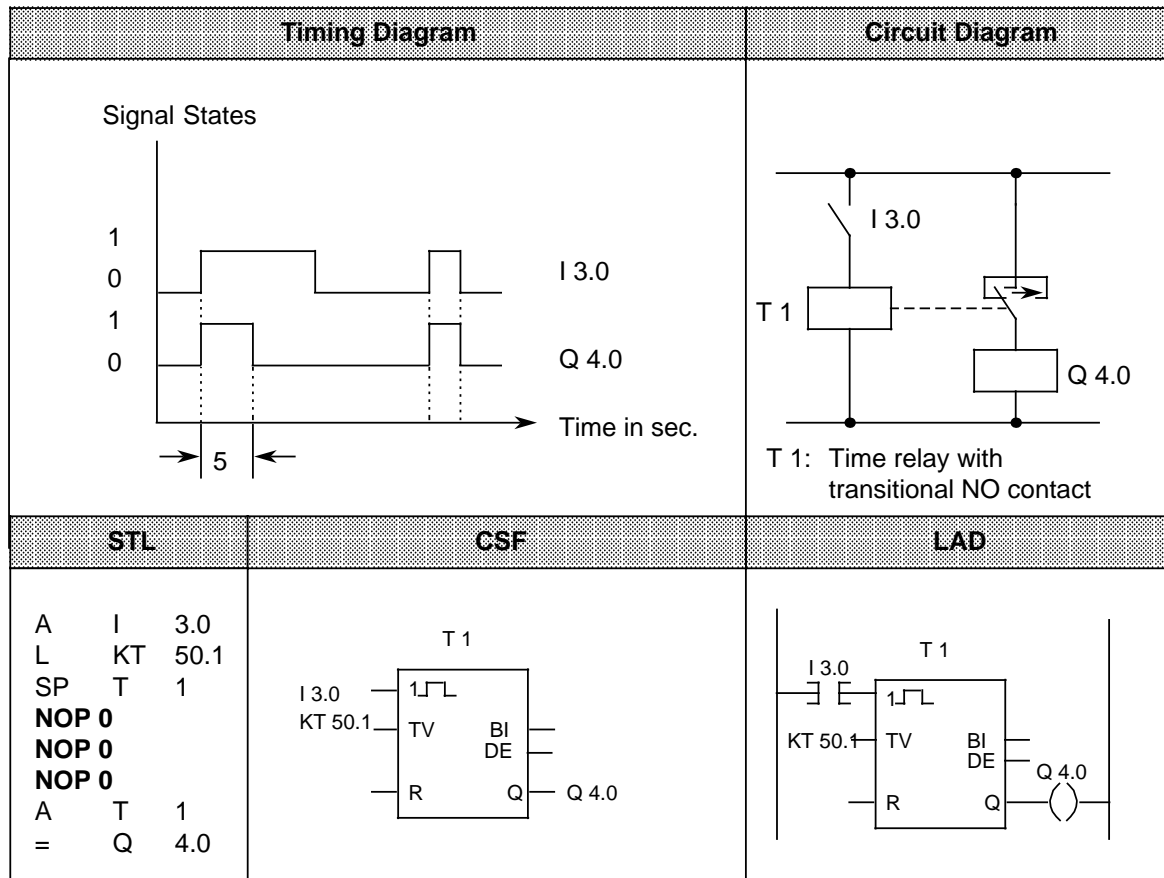 Timing Diagram
Circuit Diagram
Signal States
1
0
I 3.0
1
0
Q 4.0
Time in sec.
5
I 3.0
T 1
Q 4.0
T 1: Time relay with
transitional NO contact
STL
CSF
LAD
A I 3.0
L KT 50.1
SP T 1
NOP 0
NOP 0
NOP 0
A T 1
= Q 4.0
T 1
I 3.0
1
KT 50.1
TV
BI
DE
R
Q
Q 4.0
T 1
I 3.0
1
KT 50.1
TV
BI
DE
Q 4.0
R
Q